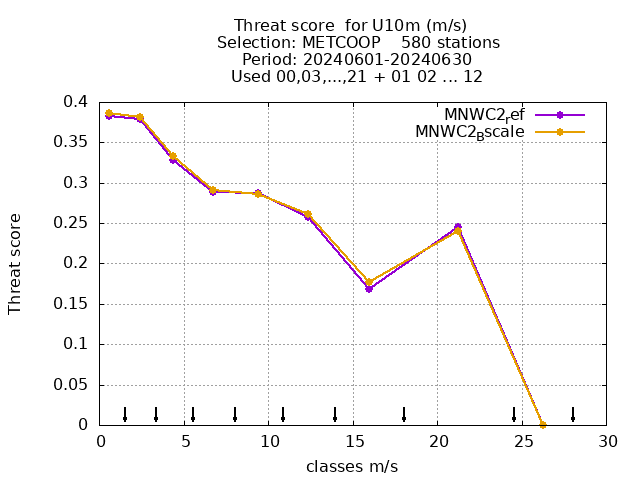 Threat score  for U10m (m/s)
Selection: METCOOP    580 stations
Period: 20240601-20240630
Used 00,03,...,21 + 01 02 ... 12
MNWC2ref
MNWC2Bscale
0.4
0.35
0.3
0.25
0.2
0.15
0.1
0.05
0
Threat score
0 5 10 15 20 25 30
classes m/s